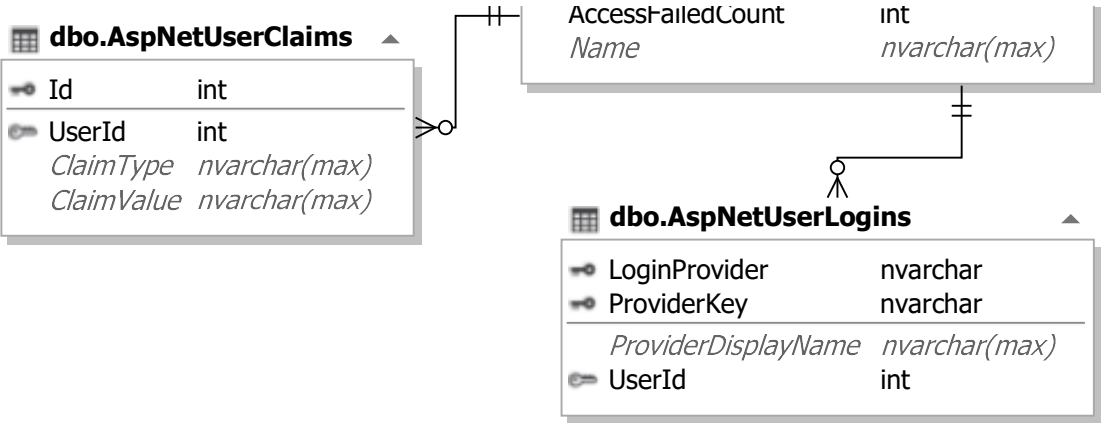 dbo.AspNetUserClaims
Id int
UserId int
ClaimType nvarchar(max)
ClaimValue nvarchar(max)
AccessFailedCount int
Name nvarchar(max)
dbo.AspNetUserLogins
LoginProvider nvarchar
ProviderKey nvarchar
ProviderDisplayName nvarchar(max)
UserId int